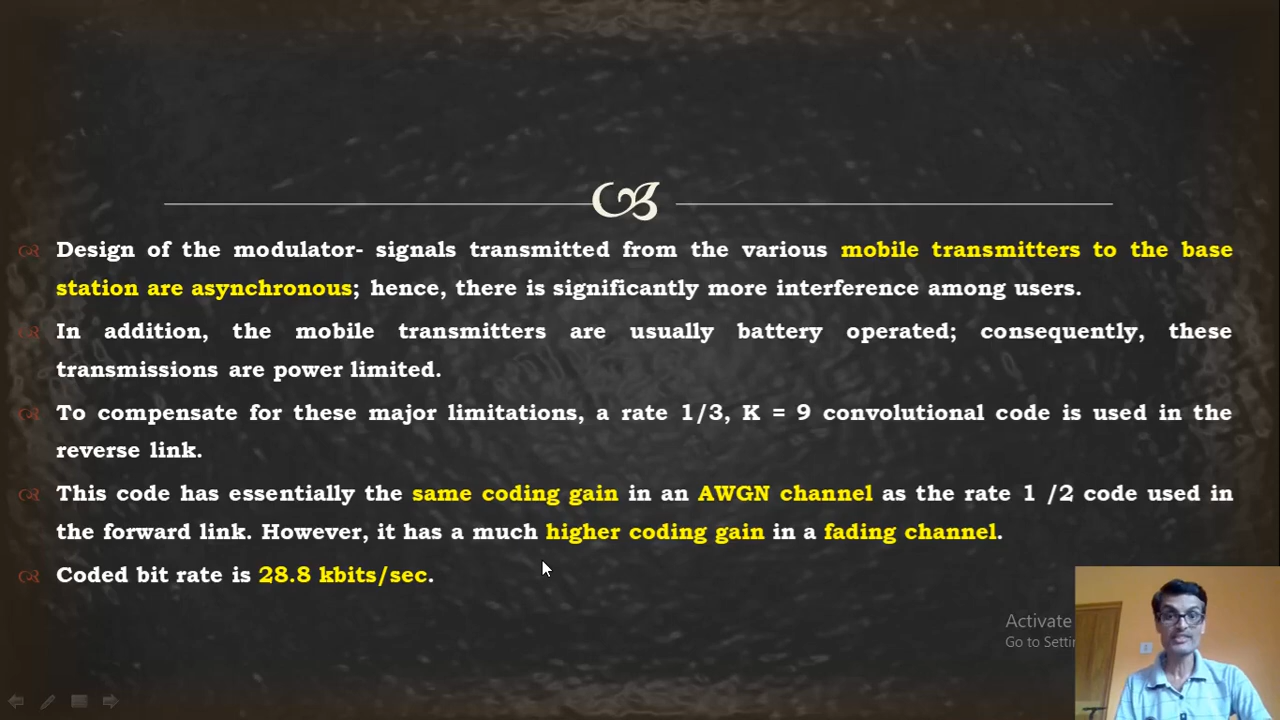 Design of the modulator- signals transmitted from the various mobile transmitters to the base
station are asynchronous; hence, there is significantly more interference among users.
In addition, the mobile transmitters are usually battery operated; consequently, these
transmissions are power limited.
To compensate for these major limitations, a rate 1/3, K = 9 convolutional code is used in the
reverse link.
This code has essentially the same coding gain in an AWGN channel as the rate 1 /2 code used in
the forward link. However, it has a much higher coding gain in a fading channel.
Coded bit rate is 28.8 kbits/sec.
Activate
Go to Settin